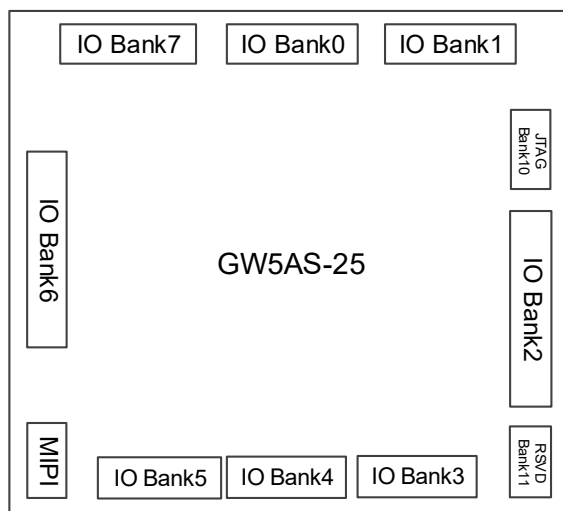 IO Bank7
IO Bank0
IO Bank1
JTAG
Bank10
IO Bank6
GW5AS-25
IO Bank2
MIPI
IO Bank5
IO Bank4
IO Bank3
RSVD
Bank11